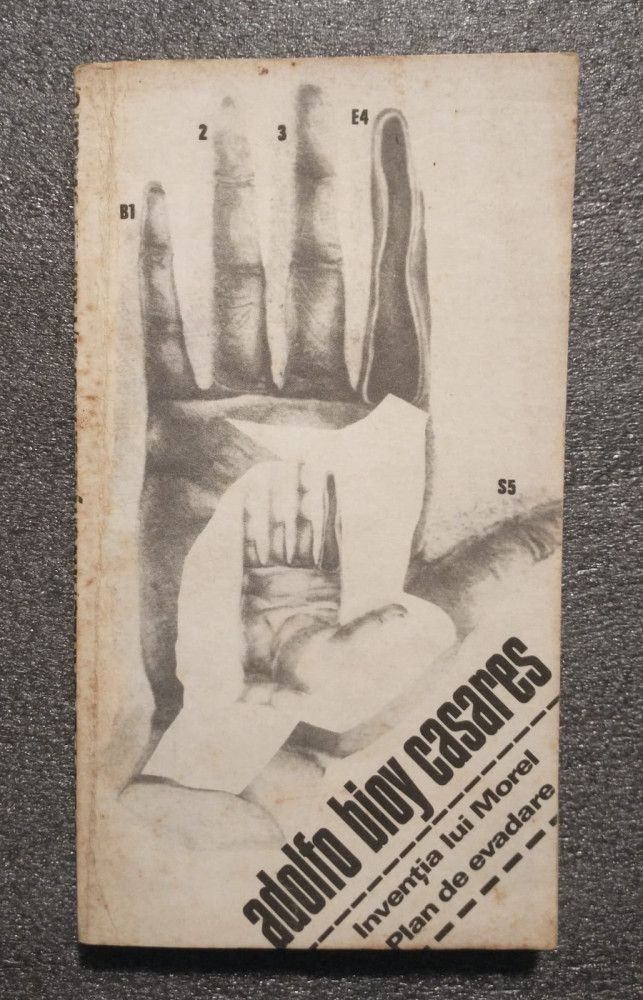 2
3
E4
B1
S5
adolfo bioy casares
Invenția lui Morel
Plan de evadare